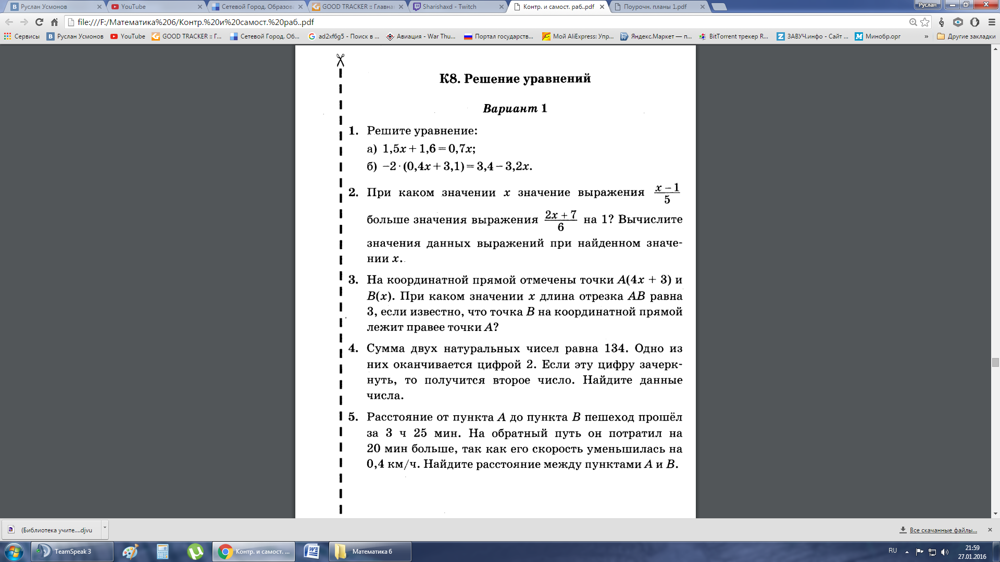 Руслан Усмонов
YouTube
Сетевой Город. Образова
GOOD TRACKER :: Главна
Sharishaxd - Twitch
Контр. и самост. раб..pdf
Поурочн. планы 1.pdf
Руслан
file:///F:/Математика%206/Контр.%20и%20самост.%20раб..pdf
Сервисы
Руслан Усмонов
YouTube
GOOD TRACKER :: Г...
Сетевой Город. Об...
ad2xf6g5 - Поиск в ...
Авиация - War Thu...
Портал государств...
Мой AliExpress: Упр...
Яндекс.Маркет — п...
BitTorrent трекер R...
ЗАВУЧ.инфо - Сайт ...
Минобр.орг
»
Другие закладки
К8. Решение уравнений
Вариант 1
1. Решите уравнение:
а) 1,5x + 1,6 = 0,7x;
б) −2 · (0,4x + 3,1) = 3,4 − 3,2x.
2. При каком значении x значение выражения (x − 1)/5
больше значения выражения (2x + 7)/6 на 1? Вычислите
значения данных выражений при найденном значе-
нии x.
3. На координатной прямой отмечены точки A(4x + 3) и
B(x). При каком значении x длина отрезка AB равна
3, если известно, что точка B на координатной прямой
лежит правее точки A?
4. Сумма двух натуральных чисел равна 134. Одно из
них оканчивается цифрой 2. Если эту цифру зачерк-
нуть, то получится второе число. Найдите данные
числа.
5. Расстояние от пункта A до пункта B пешеход прошёл
за 3 ч 25 мин. На обратный путь он потратил на
20 мин больше, так как его скорость уменьшилась на
0,4 км/ч. Найдите расстояние между пунктами A и B.
(Библиотека учите....djvu
Все скачанные файлы...
TeamSpeak 3
Контр. и самост. ...
Математика 6
RU
21:59
27.01.2016